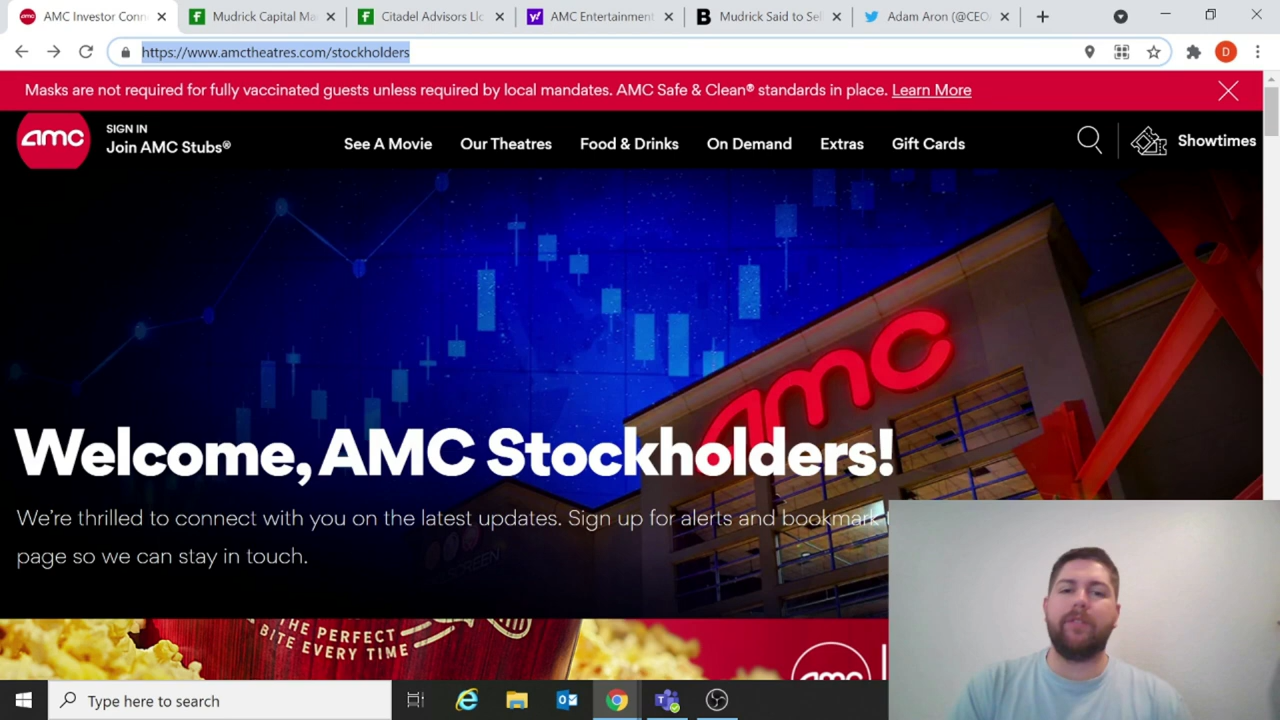 AMC Investor Conn
Mudrick Capital Ma
Citadel Advisors Llc
AMC Entertainment
Mudrick Said to Sel
Adam Aron (@CEO
https://www.amctheatres.com/stockholders
D
Masks are not required for fully vaccinated guests unless required by local mandates. AMC Safe & Clean® standards in place. Learn More
amc
SIGN IN
Join AMC Stubs®
See A Movie
Our Theatres
Food & Drinks
On Demand
Extras
Gift Cards
Showtimes
amc
Welcome, AMC Stockholders!
We're thrilled to connect with you on the latest updates. Sign up for alerts and bookmark
page so we can stay in touch.
THE PERFECT
BITE EVERY TIME
Type here to search